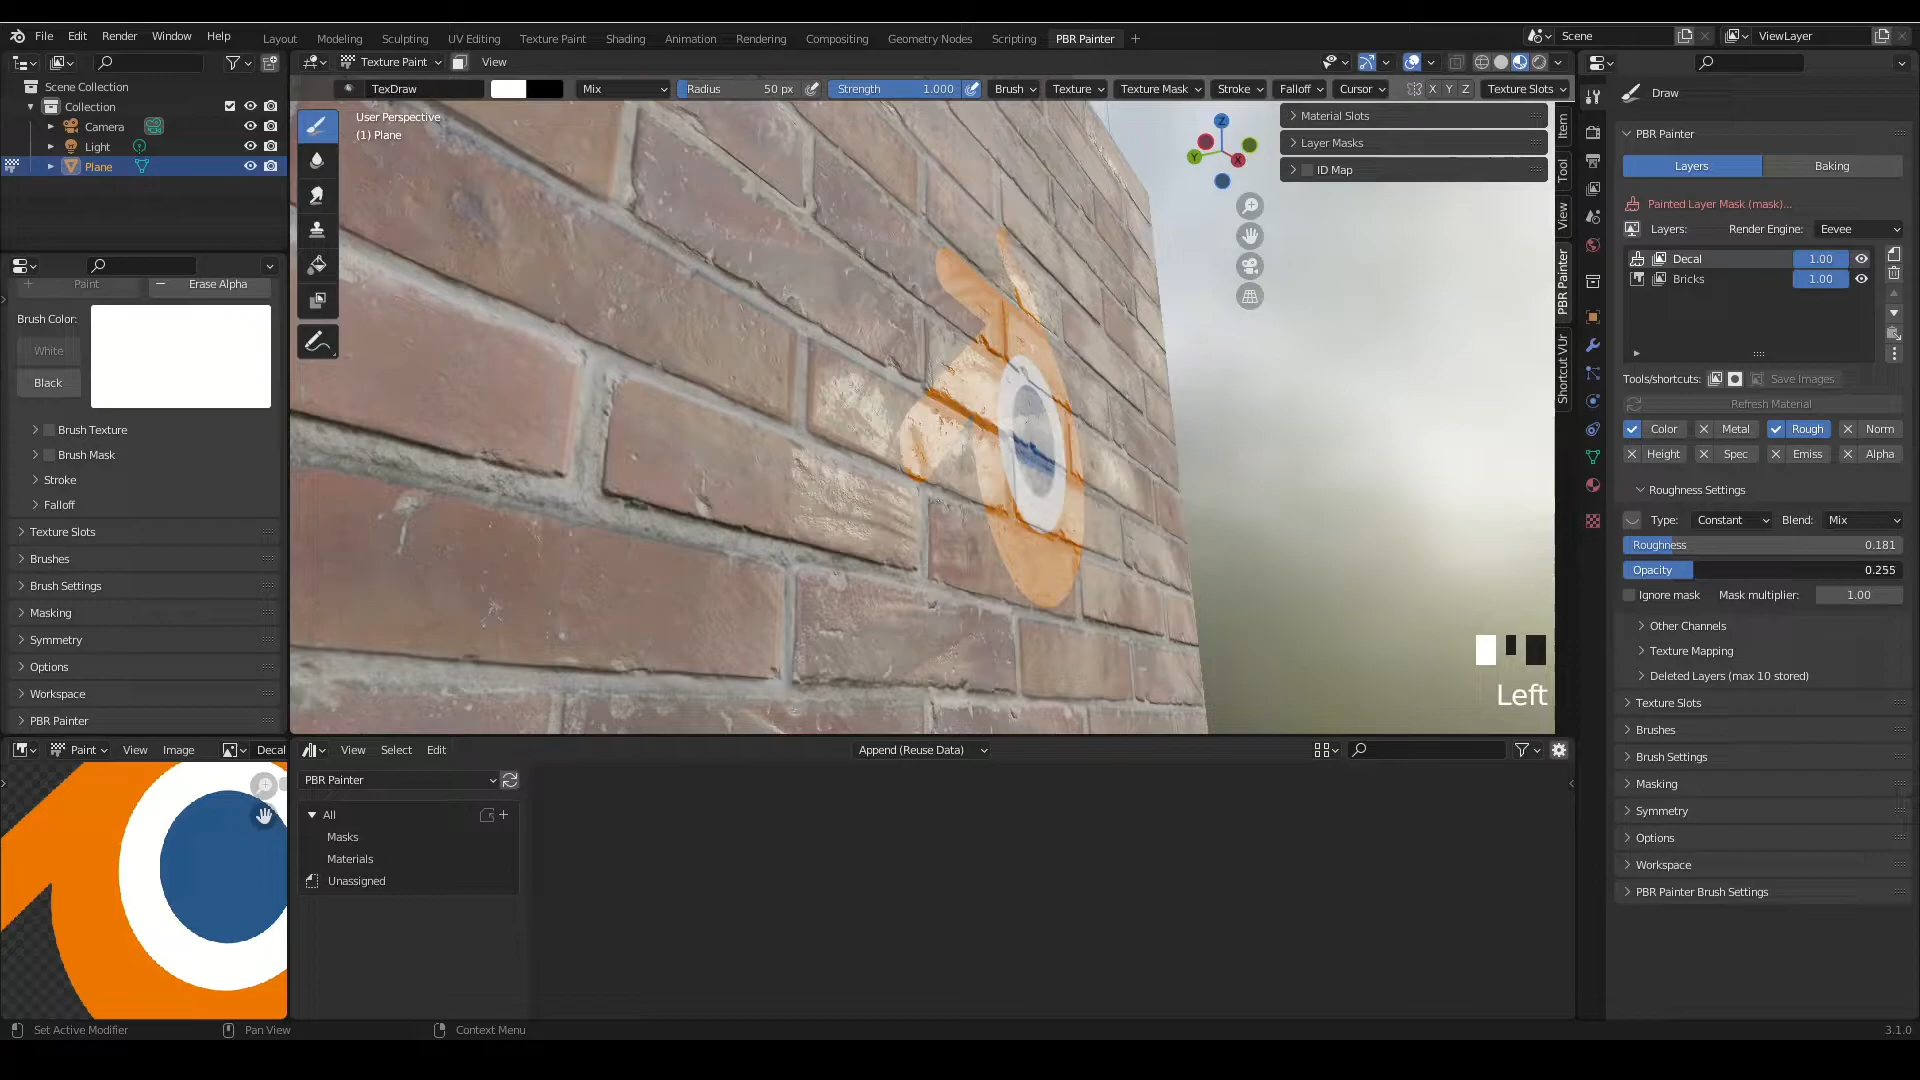 File Edit Render Window Help
Layout Modeling Sculpting UV Editing Texture Paint Shading Animation Rendering Compositing Geometry Nodes Scripting PBR Painter
Scene
ViewLayer
Texture Paint View
TexDraw Mix Radius 50 px Strength 1.000 Brush Texture Texture Mask Stroke Falloff Cursor X Y Z Texture Slots
Scene Collection
Collection
Camera
Light
Plane
User Perspective
(1) Plane
Z
Y
X
Material Slots
Layer Masks
ID Map
Item
Tool
View
PBR Painter
Shortcut VUr
Paint Erase Alpha
Brush Color:
White
Black
Brush Texture
Brush Mask
Stroke
Falloff
Texture Slots
Brushes
Brush Settings
Masking
Symmetry
Options
Workspace
PBR Painter
Left
Draw
PBR Painter
Layers Baking
Painted Layer Mask (mask)...
Layers: Render Engine: Eevee
Decal 1.00
Bricks 1.00
Tools/shortcuts: Save Images
Refresh Material
Color Metal Rough Norm
Height Spec Emiss Alpha
Roughness Settings
Type: Constant Blend: Mix
Roughness 0.181
Opacity 0.255
Ignore mask Mask multiplier: 1.00
Other Channels
Texture Mapping
Deleted Layers (max 10 stored)
Texture Slots
Brushes
Brush Settings
Masking
Symmetry
Options
Workspace
PBR Painter Brush Settings
Paint View Image Decal
View Select Edit Append (Reuse Data)
PBR Painter
All
Masks
Materials
Unassigned
Set Active Modifier Pan View Context Menu 3.1.0